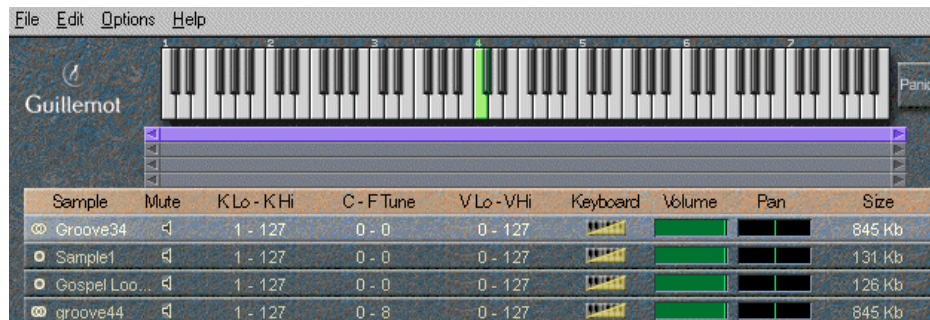 File Edit Options Help
1 2 3 4 5 6 7
Guillemot
Panic
Sample Mute K Lo - K Hi C - F Tune V Lo - VHi Keyboard Volume Pan Size
Groove34 1 - 127 0 - 0 0 - 127 845 Kb
Sample1 1 - 127 0 - 0 0 - 127 131 Kb
Gospel Loo... 1 - 127 0 - 0 0 - 127 126 Kb
groove44 1 - 127 0 - 8 0 - 127 845 Kb